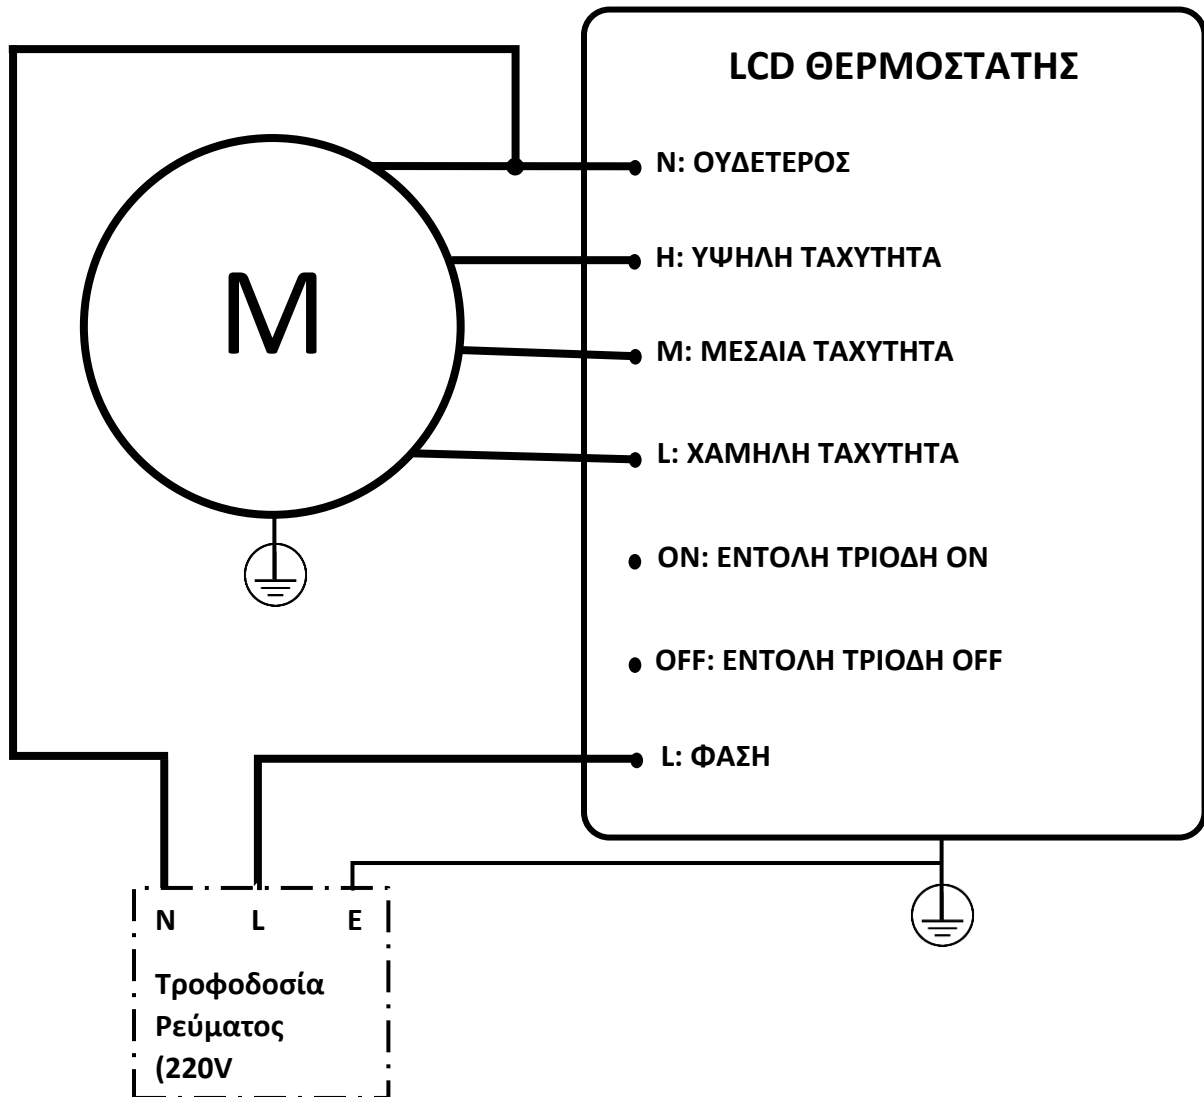 LCD ΘΕΡΜΟΣΤΑΤΗΣ
N: ΟΥΔΕΤΕΡΟΣ
H: ΥΨΗΛΗ ΤΑΧΥΤΗΤΑ
M
M: ΜΕΣΑΙΑ ΤΑΧΥΤΗΤΑ
L: ΧΑΜΗΛΗ ΤΑΧΥΤΗΤΑ
ON: ΕΝΤΟΛΗ ΤΡΙΟΔΗ ON
OFF: ΕΝΤΟΛΗ ΤΡΙΟΔΗ OFF
L: ΦΑΣΗ
N L E
Τροφοδοσία
Ρεύματος
(220V